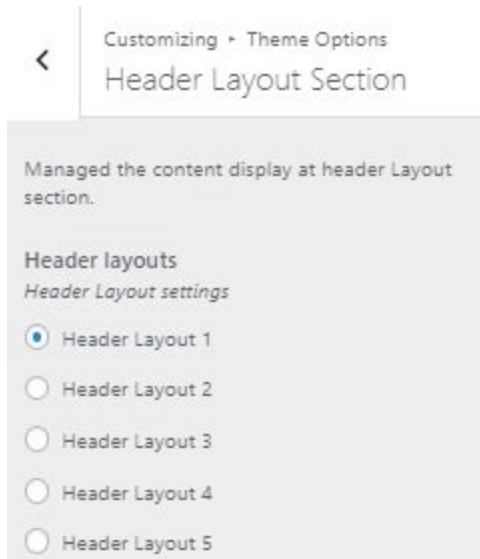 Customizing ▸ Theme Options
Header Layout Section
Managed the content display at header Layout
section.
Header layouts
Header Layout settings
Header Layout 1
Header Layout 2
Header Layout 3
Header Layout 4
Header Layout 5